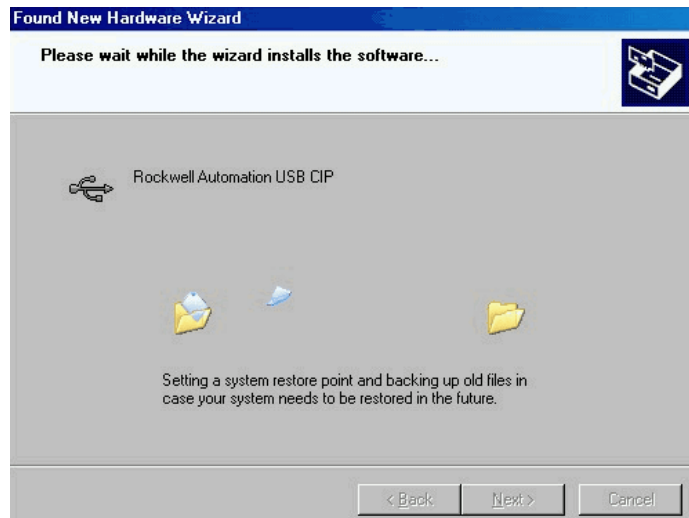 Found New Hardware Wizard
Please wait while the wizard installs the software...
Rockwell Automation USB CIP
Setting a system restore point and backing up old files in
case your system needs to be restored in the future.
< Back
Next >
Cancel